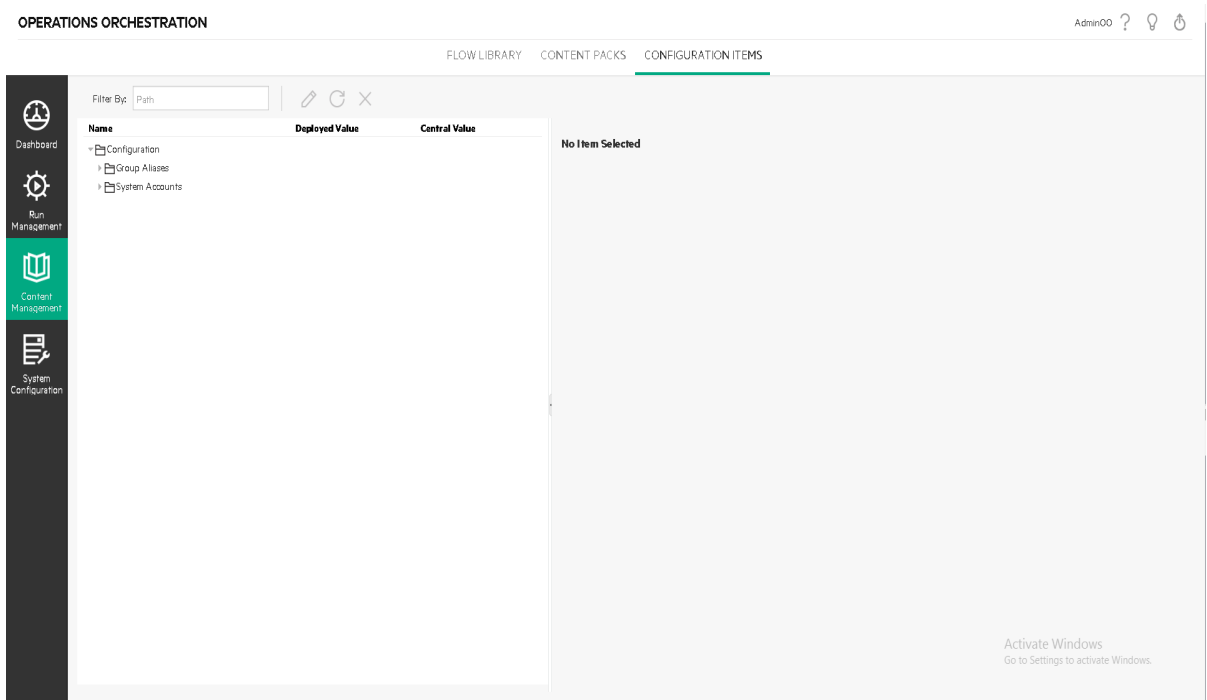 OPERATIONS ORCHESTRATION
AdminOO
FLOW LIBRARY CONTENT PACKS CONFIGURATION ITEMS
Dashboard
Run
Management
Content
Management
System
Configuration
Filter By: Path
Name Deployed Value Central Value
Configuration
Group Aliases
System Accounts
No Item Selected
Activate Windows
Go to Settings to activate Windows.